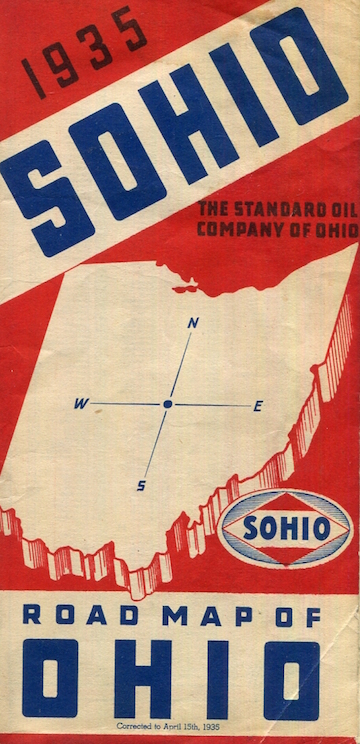 1935
SOHIO
THE STANDARD OIL
COMPANY OF OHIO
N
W
E
S
SOHIO
ROAD MAP OF
OHIO
Corrected to April 15th, 1935